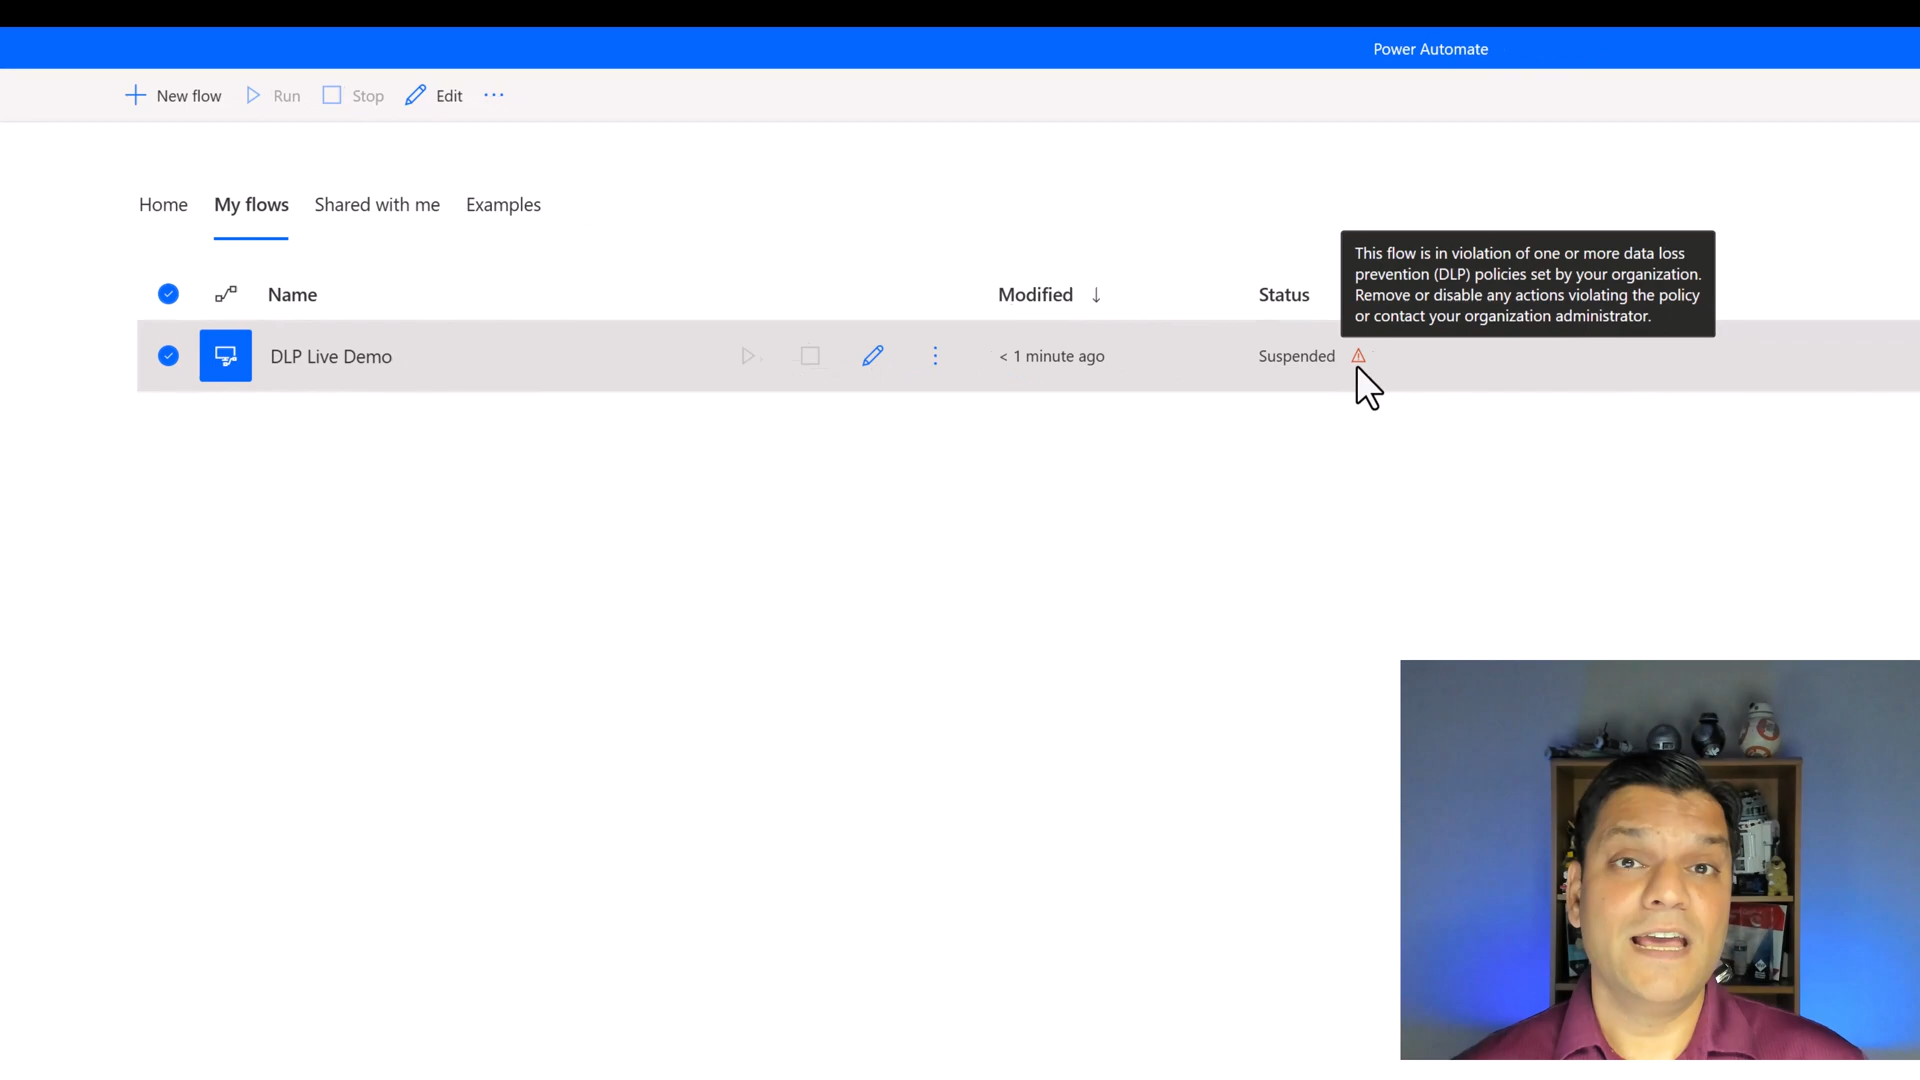 Power Automate
New flow Run Stop Edit
Home My flows Shared with me Examples
This flow is in violation of one or more data loss
prevention (DLP) policies set by your organization.
Remove or disable any actions violating the policy
or contact your organization administrator.
Name Modified Status
DLP Live Demo < 1 minute ago Suspended